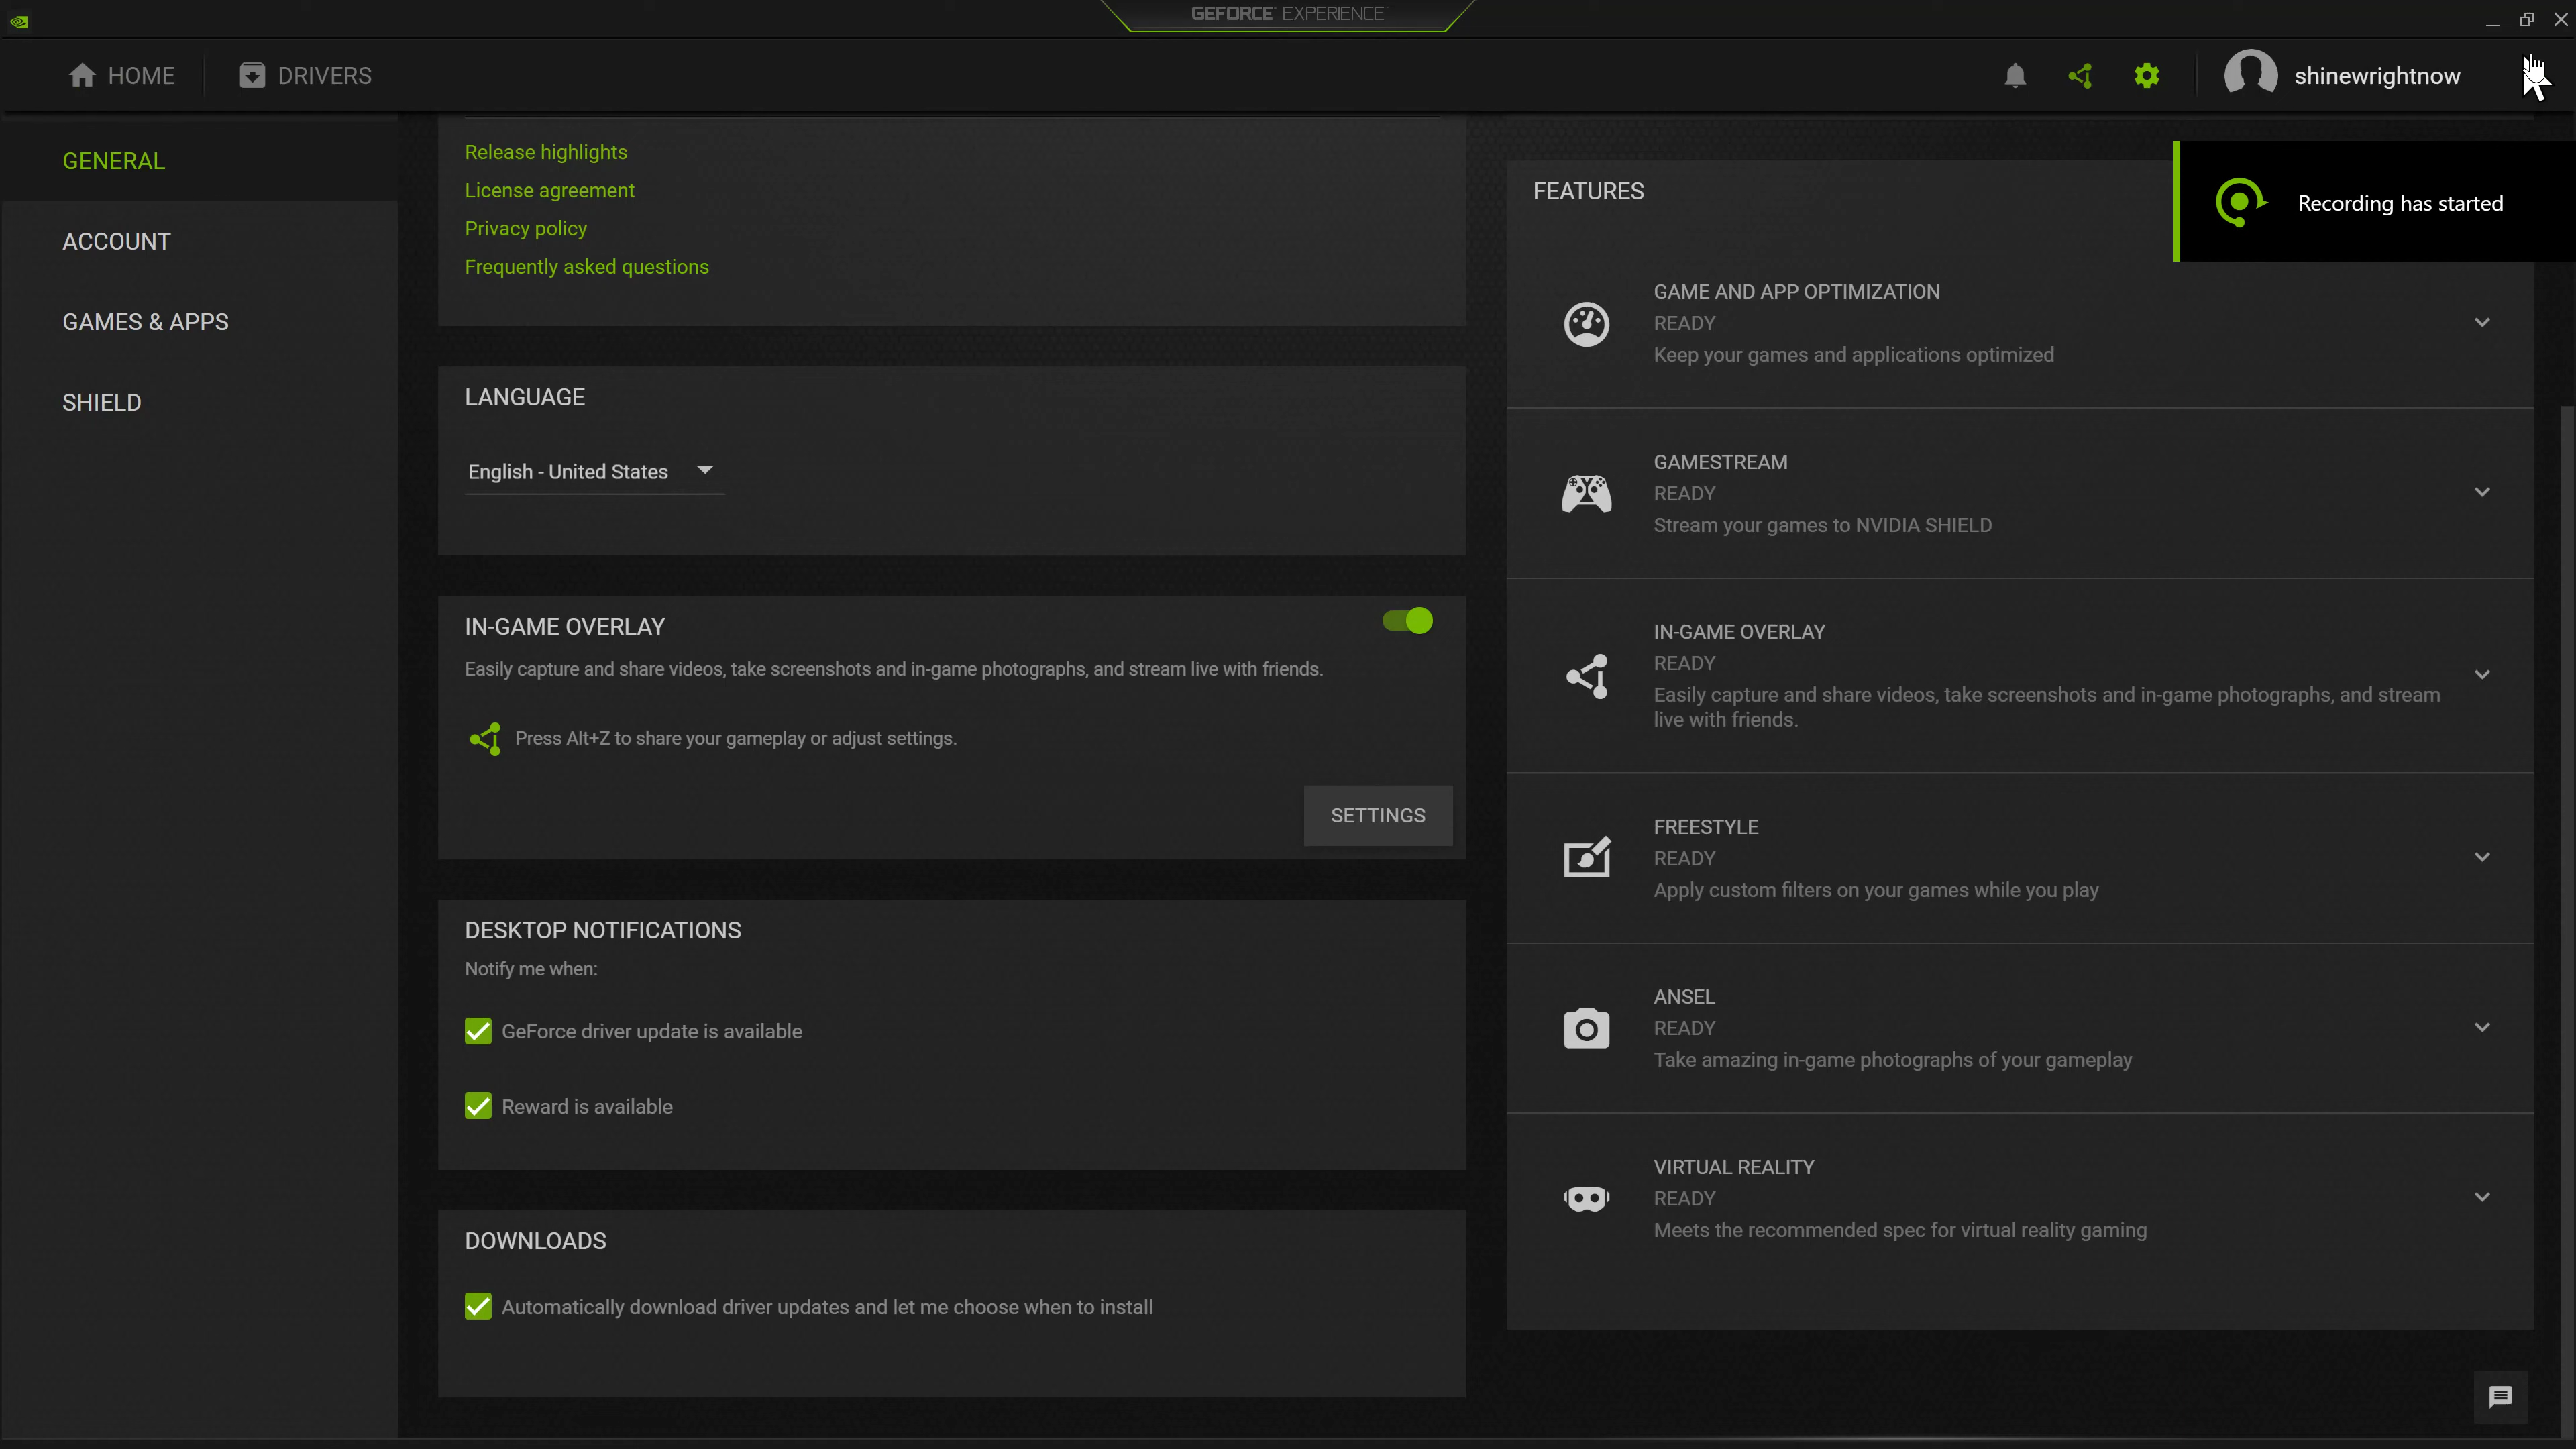 GEFORCE EXPERIENCE
HOME
DRIVERS
shinewrightnow
GENERAL
ACCOUNT
GAMES & APPS
SHIELD
Release highlights
License agreement
Privacy policy
Frequently asked questions
LANGUAGE
English - United States
IN-GAME OVERLAY
Easily capture and share videos, take screenshots and in-game photographs, and stream live with friends.
Press Alt+Z to share your gameplay or adjust settings.
SETTINGS
DESKTOP NOTIFICATIONS
Notify me when:
GeForce driver update is available
Reward is available
DOWNLOADS
Automatically download driver updates and let me choose when to install
FEATURES
Recording has started
GAME AND APP OPTIMIZATION
READY
Keep your games and applications optimized
GAMESTREAM
READY
Stream your games to NVIDIA SHIELD
IN-GAME OVERLAY
READY
Easily capture and share videos, take screenshots and in-game photographs, and stream
live with friends.
FREESTYLE
READY
Apply custom filters on your games while you play
ANSEL
READY
Take amazing in-game photographs of your gameplay
VIRTUAL REALITY
READY
Meets the recommended spec for virtual reality gaming